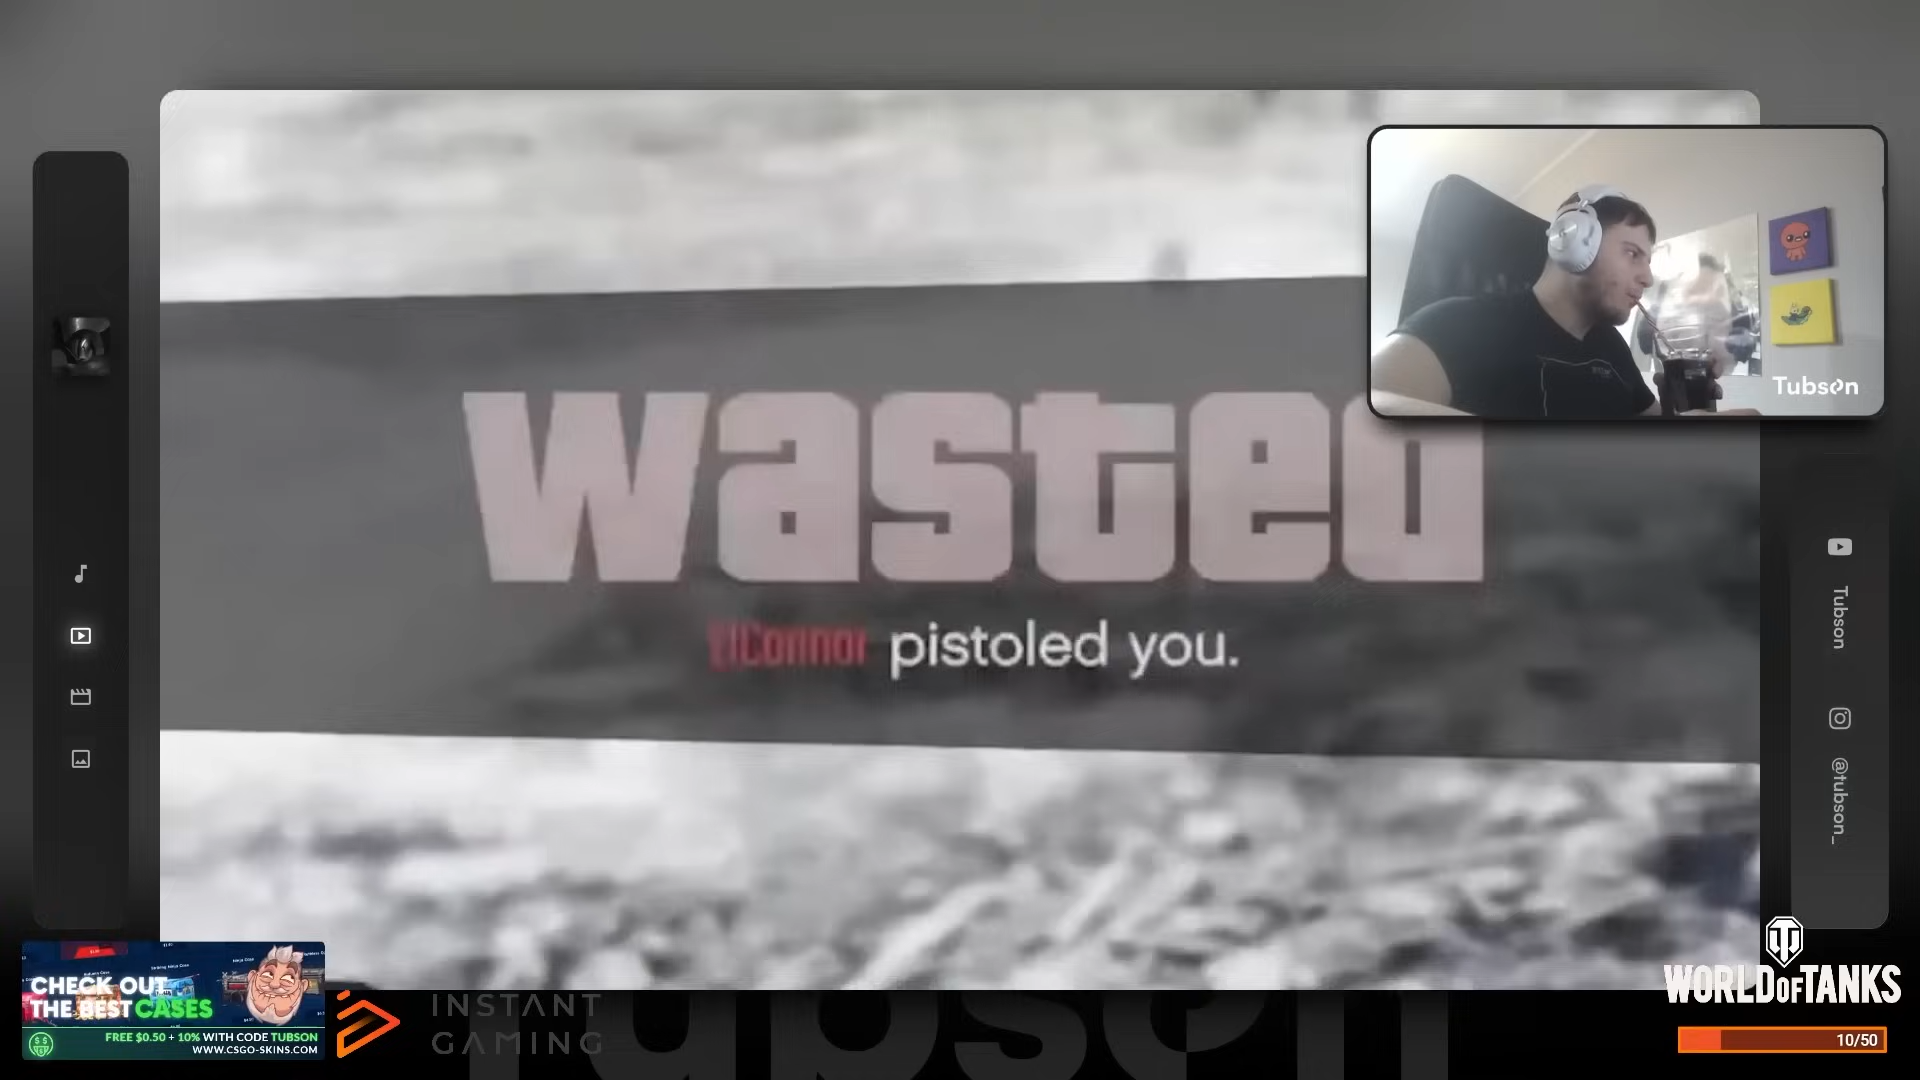 wasted
pistoled you.
Tubson
Tubson
@tubson_
CHECK OUT
THE BEST CASES
FREE $0.50 + 10% WITH CODE TUBSON
WWW.CSGO-SKINS.COM
INSTANT
GAMING
WORLD OF TANKS
10/50
Tubson